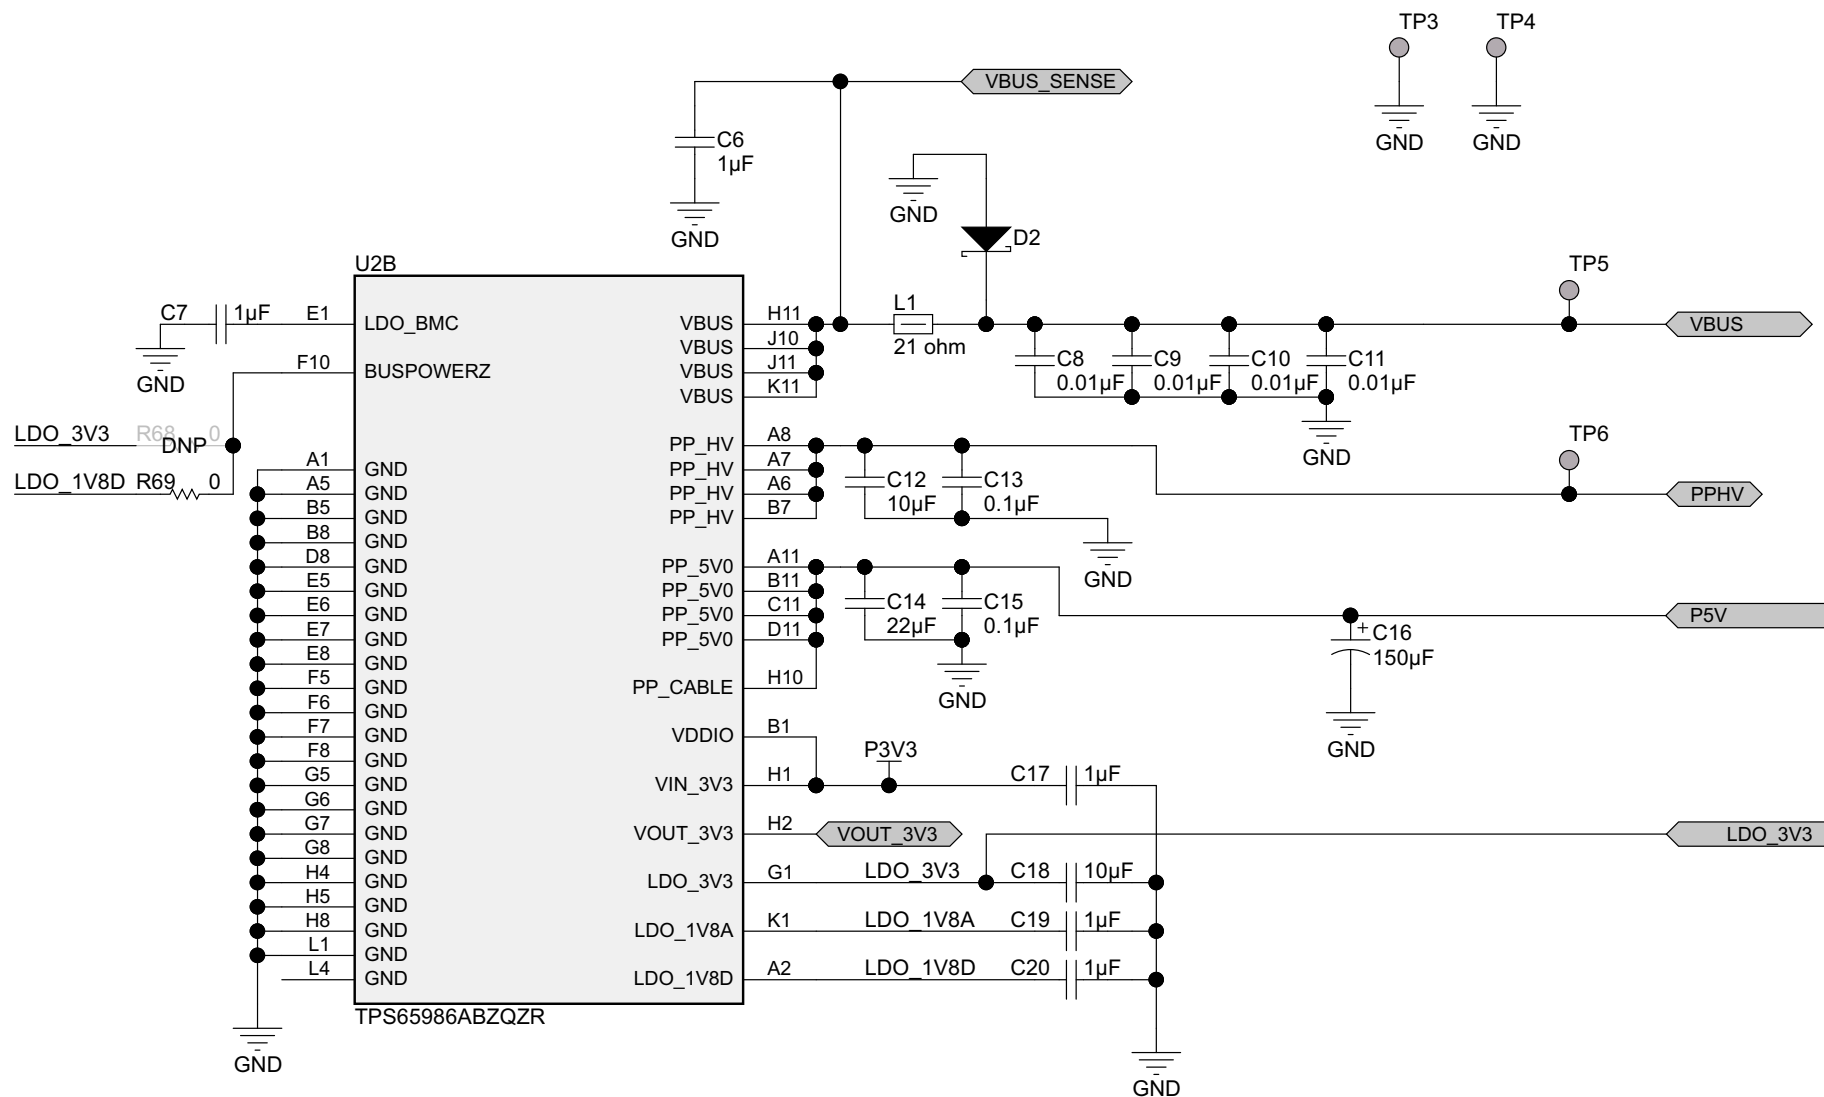 TP3 TP4
VBUS_SENSE
GND GND
C6
1µF
GND
GND
D2
U2B
TP5
C7 1µF E1 LDO_BMC
VBUS H11
L1
21 ohm
VBUS
GND
VBUS J10
F10 BUSPOWERZ
VBUS J11
VBUS K11
C8 C9 C10 C11
0.01µF 0.01µF 0.01µF 0.01µF
GND
LDO_3V3 R68 0
DNP
LDO_1V8D R69 0
PP_HV A8
PP_HV A7
PP_HV A6
PP_HV B7
C12 C13
10µF 0.1µF
GND
TP6
PPHV
A1 GND
A5 GND
B5 GND
B8 GND
D8 GND
E5 GND
E6 GND
E7 GND
E8 GND
F5 GND
F6 GND
F7 GND
F8 GND
G5 GND
G6 GND
G7 GND
G8 GND
H4 GND
H5 GND
H8 GND
L1 GND
L4 GND
GND
PP_5V0 A11
PP_5V0 B11
PP_5V0 C11
PP_5V0 D11
PP_CABLE H10
C14 C15
22µF 0.1µF
GND
P5V
+ C16
150µF
GND
VDDIO B1
P3V3
VIN_3V3 H1
C17 1µF
VOUT_3V3 H2 VOUT_3V3
LDO_3V3
LDO_3V3 G1 LDO_3V3 C18 10µF
LDO_1V8A K1 LDO_1V8A C19 1µF
LDO_1V8D A2 LDO_1V8D C20 1µF
GND
TPS65986ABZQZR